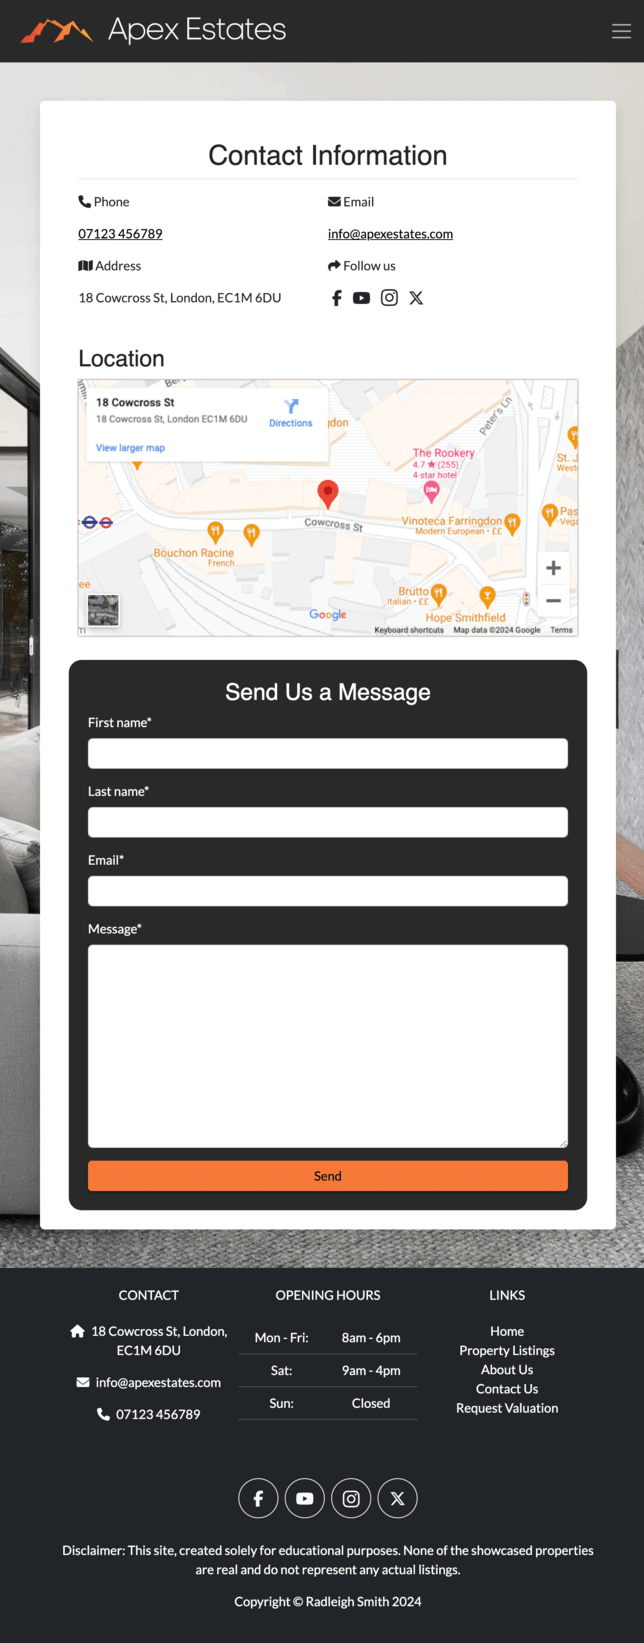 Apex Estates
Contact Information
Phone
Email
07123 456789
info@apexestates.com
Address
Follow us
18 Cowcross St, London, EC1M 6DU
Location
18 Cowcross St
18 Cowcross St, London EC1M 6DU
Directions
View larger map
don
Peter's Ln
The Rookery
4.7 ★ (255)
4-star hotel
St. J
West
Cowcross St
Vinoteca Farringdon
Modern European • ££
Pas
Vegi
Bouchon Racine
French
ee
Brutto
Italian • ££
Hope Smithfield
Google
m
Keyboard shortcuts
Map data ©2024 Google
Terms
Send Us a Message
First name*
Last name*
Email*
Message*
Send
CONTACT
18 Cowcross St, London,
EC1M 6DU
info@apexestates.com
07123 456789
OPENING HOURS
Mon - Fri: 8am - 6pm
Sat: 9am - 4pm
Sun: Closed
LINKS
Home
Property Listings
About Us
Contact Us
Request Valuation
Disclaimer: This site, created solely for educational purposes. None of the showcased properties
are real and do not represent any actual listings.
Copyright © Radleigh Smith 2024